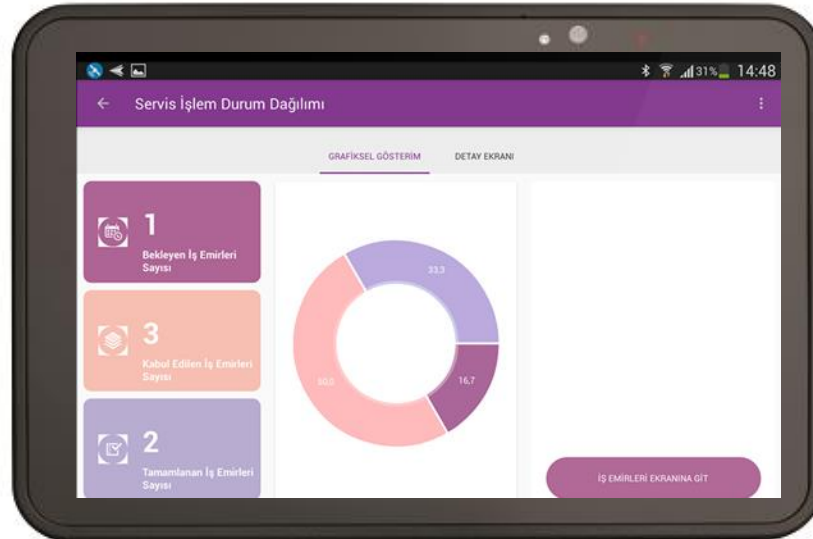 31% 14:48
Servis İşlem Durum Dağılımı
GRAFİKSEL GÖSTERİM DETAY EKRANI
1
Bekleyen İş Emirleri
Sayısı
3
Kabul Edilen İş Emirleri
Sayısı
2
Tamamlanan İş Emirleri
Sayısı
33,3
50,0
16,7
İŞ EMİRLERİ EKRANINA GİT